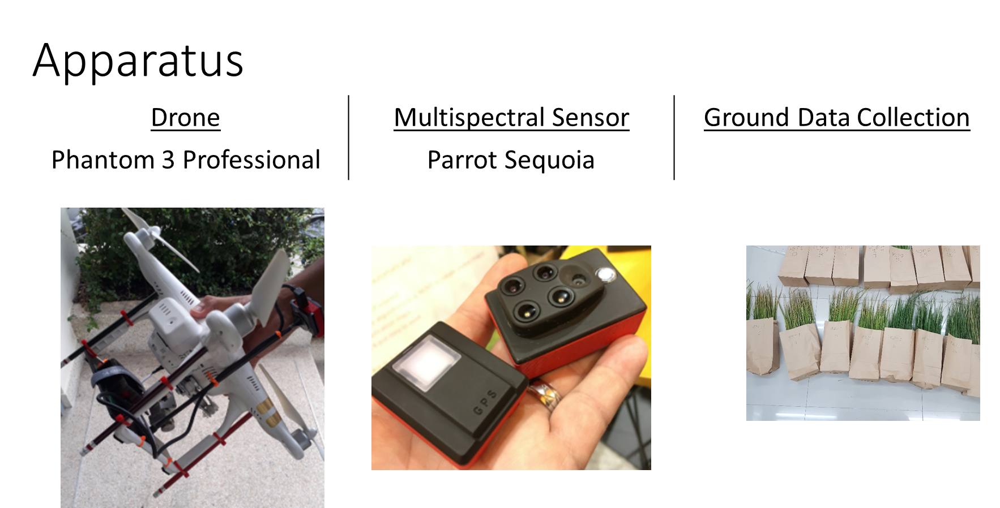 Apparatus
Drone
Phantom 3 Professional
Multispectral Sensor
Parrot Sequoia
Ground Data Collection
GPS